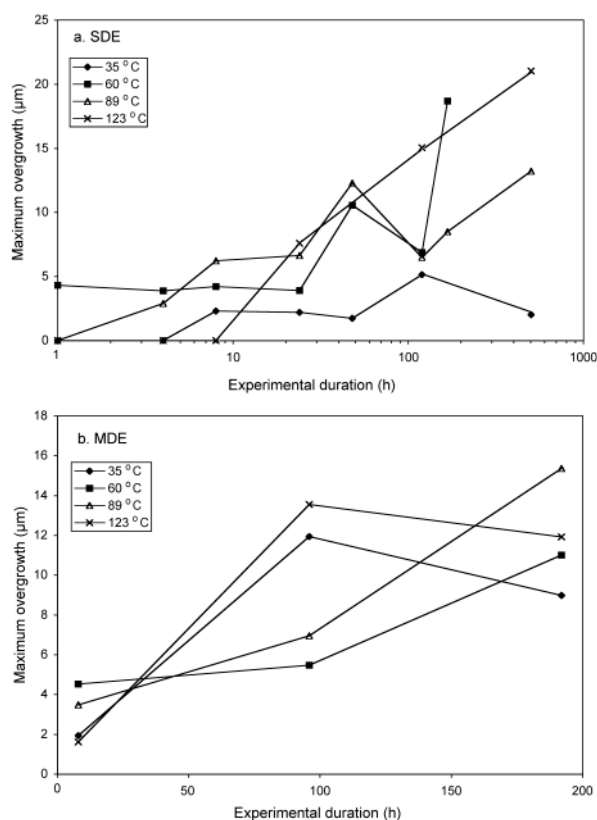 a. SDE
35 °C
60 °C
89 °C
123 °C
Maximum overgrowth (μm)
25
20
15
10
5
0
1 10 100 1000
Experimental duration (h)
b. MDE
35 °C
60 °C
89 °C
123 °C
Maximum overgrowth (μm)
18
16
14
12
10
8
6
4
2
0
0 50 100 150 200
Experimental duration (h)